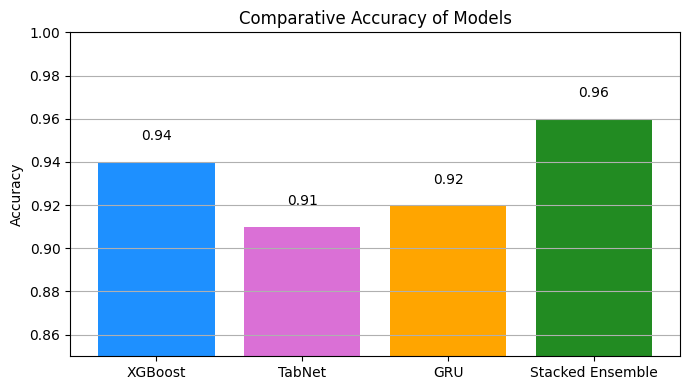 Comparative Accuracy of Models
1.00
0.98
0.96
0.94
0.92
0.90
0.88
0.86
Accuracy
0.94
0.91
0.92
0.96
XGBoost
TabNet
GRU
Stacked Ensemble